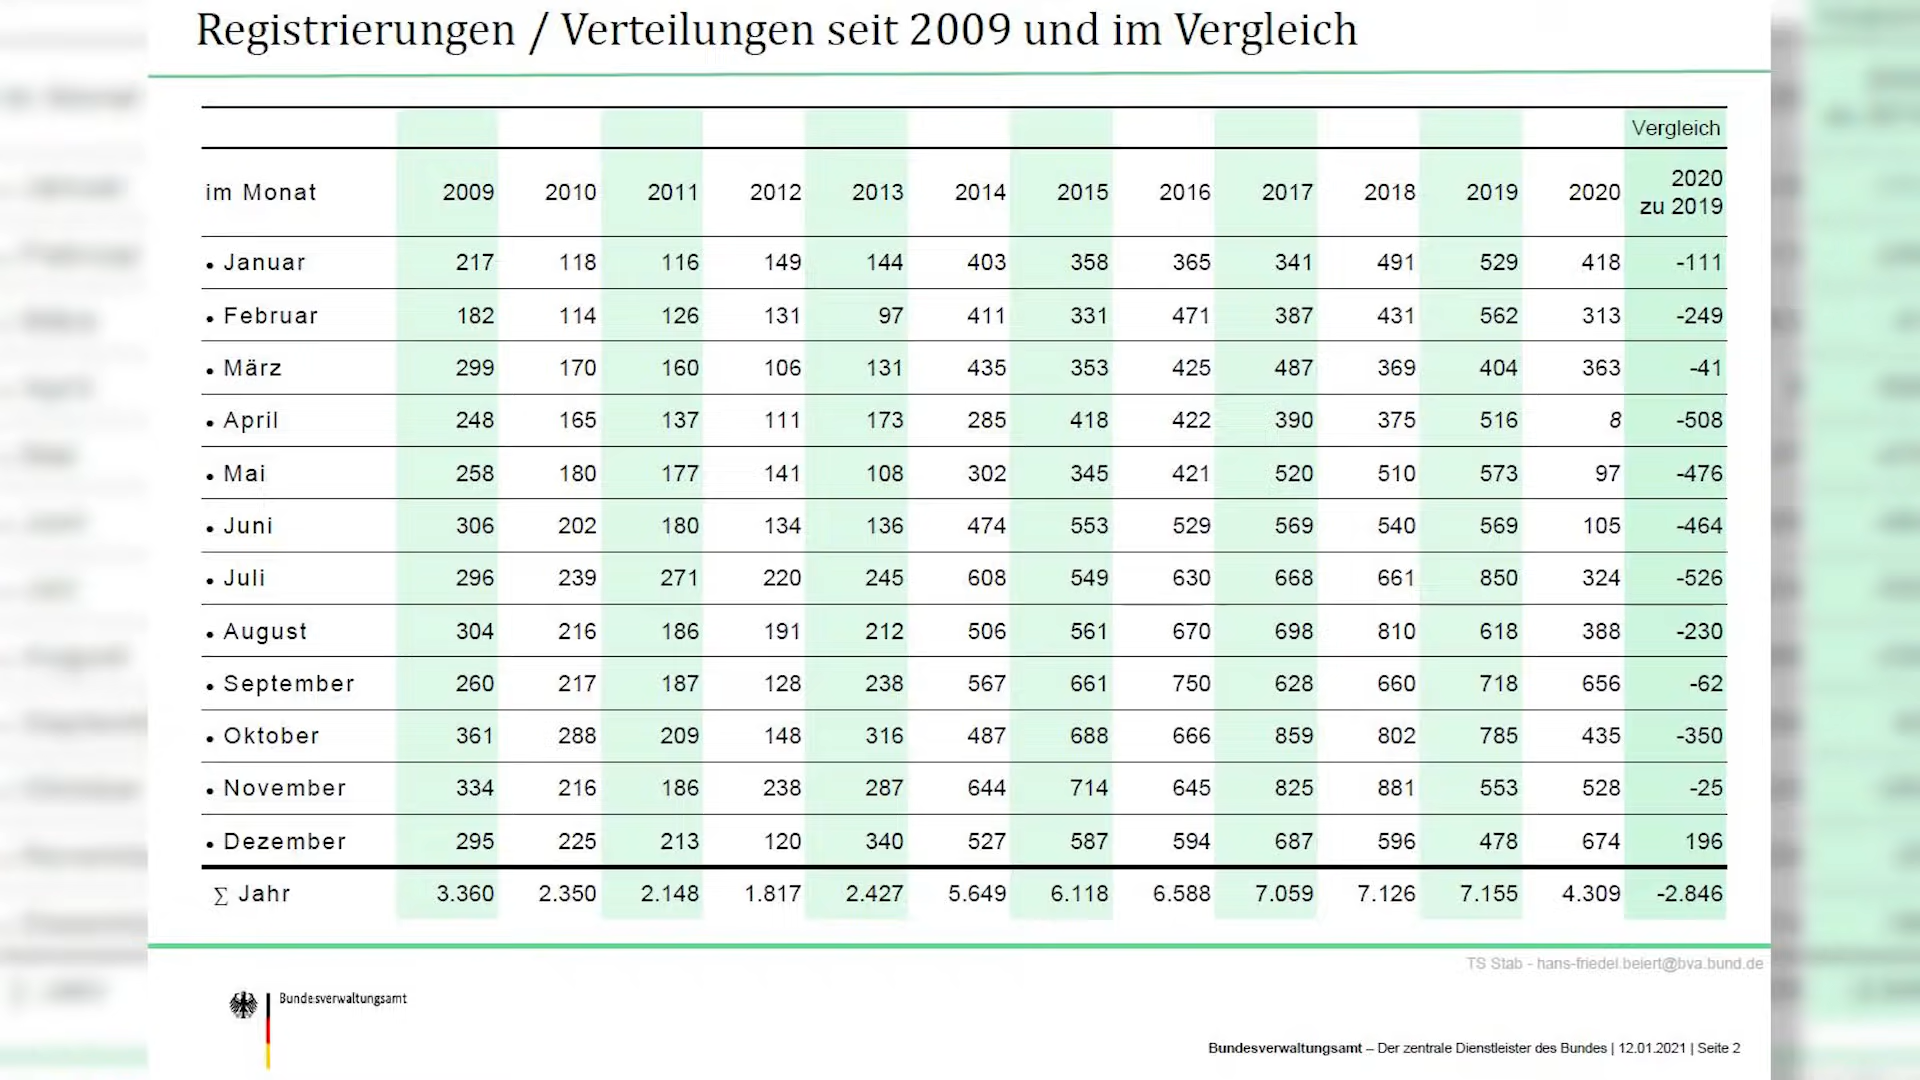 Registrierungen / Verteilungen seit 2009 und im Vergleich
Vergleich
im Monat 2009 2010 2011 2012 2013 2014 2015 2016 2017 2018 2019 2020 2020 zu 2019
• Januar 217 118 116 149 144 403 358 365 341 491 529 418 -111
• Februar 182 114 126 131 97 411 331 471 387 431 562 313 -249
• März 299 170 160 106 131 435 353 425 487 369 404 363 -41
• April 248 165 137 111 173 285 418 422 390 375 516 8 -508
• Mai 258 180 177 141 108 302 345 421 520 510 573 97 -476
• Juni 306 202 180 134 136 474 553 529 569 540 569 105 -464
• Juli 296 239 271 220 245 608 549 630 668 661 850 324 -526
• August 304 216 186 191 212 506 561 670 698 810 618 388 -230
• September 260 217 187 128 238 567 661 750 628 660 718 656 -62
• Oktober 361 288 209 148 316 487 688 666 859 802 785 435 -350
• November 334 216 186 238 287 644 714 645 825 881 553 528 -25
• Dezember 295 225 213 120 340 527 587 594 687 596 478 674 196
∑ Jahr 3.360 2.350 2.148 1.817 2.427 5.649 6.118 6.588 7.059 7.126 7.155 4.309 -2.846
TS Stab - hans-friedel.beiert@bva.bund.de
Bundesverwaltungsamt
Bundesverwaltungsamt – Der zentrale Dienstleister des Bundes | 12.01.2021 | Seite 2